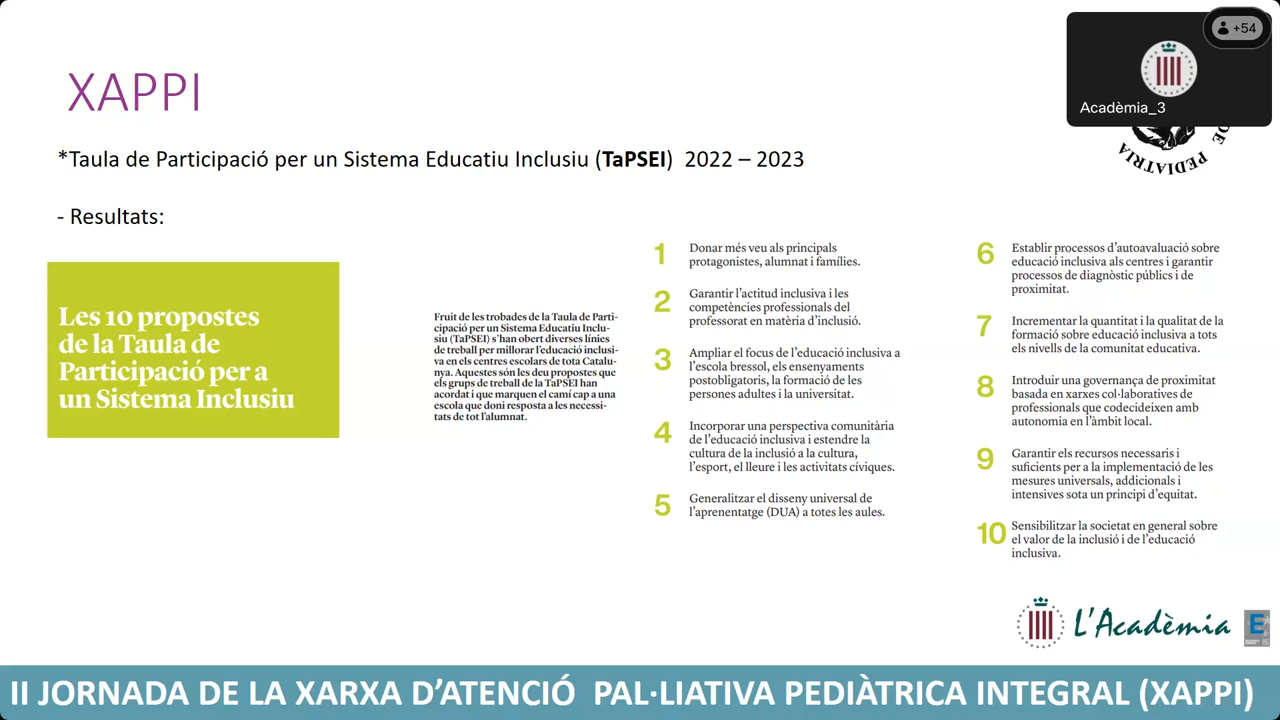 XAPPI
+54
Acadèmia_3
DE PEDIATRIA
*Taula de Participació per un Sistema Educatiu Inclusiu (TaPSEI) 2022 – 2023
- Resultats:
Les 10 propostes
de la Taula de
Participació per a
un Sistema Inclusiu
Fruit de les trobades de la Taula de Parti-
cipació per un Sistema Educatiu Inclu-
siu (TaPSEI) s’han obert diverses línies
de treball per millorar l’educació inclusi-
va en els centres escolars de tota Catalu-
nya. Aquestes són les deu propostes que
els grups de treball de la TaPSEI han
acordat i que marquen el camí cap a una
escola que doni resposta a les necessi-
tats de tot l’alumnat.
1 Donar més veu als principals
protagonistes, alumnat i famílies.
2 Garantir l’actitud inclusiva i les
competències professionals del
professorat en matèria d’inclusió.
3 Ampliar el focus de l’educació inclusiva a
l’escola bressol, els ensenyaments
postobligatoris, la formació de les
persones adultes i la universitat.
4 Incorporar una perspectiva comunitària
de l’educació inclusiva i estendre la
cultura de la inclusió a la cultura,
l’esport, el lleure i les activitats cíviques.
5 Generalitzar el disseny universal de
l’aprenentatge (DUA) a totes les aules.
6 Establir processos d’autoavaluació sobre
educació inclusiva als centres i garantir
processos de diagnòstic públics i de
proximitat.
7 Incrementar la quantitat i la qualitat de la
formació sobre educació inclusiva a tots
els nivells de la comunitat educativa.
8 Introduir una governança de proximitat
basada en xarxes col·laboratives de
professionals que codecideixen amb
autonomia en l’àmbit local.
9 Garantir els recursos necessaris i
suficients per a la implementació de les
mesures universals, addicionals i
intensives sota un principi d’equitat.
10 Sensibilitzar la societat en general sobre
el valor de la inclusió i de l’educació
inclusiva.
L’Acadèmia
E
II JORNADA DE LA XARXA D’ATENCIÓ PAL·LIATIVA PEDIÀTRICA INTEGRAL (XAPPI)